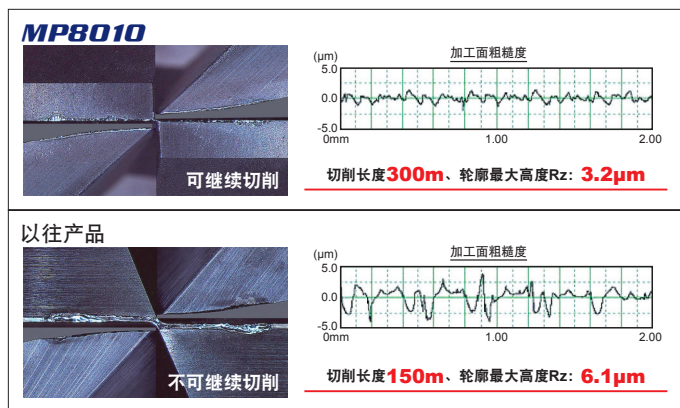 MP8010
可继续切削
(μm)
加工面粗糙度
5.0
0.0
-5.0
0mm
1.00
2.00
切削长度300m、轮廓最大高度Rz：3.2μm
以往产品
不可继续切削
(μm)
加工面粗糙度
5.0
0.0
-5.0
0mm
1.00
2.00
切削长度150m、轮廓最大高度Rz：6.1μm